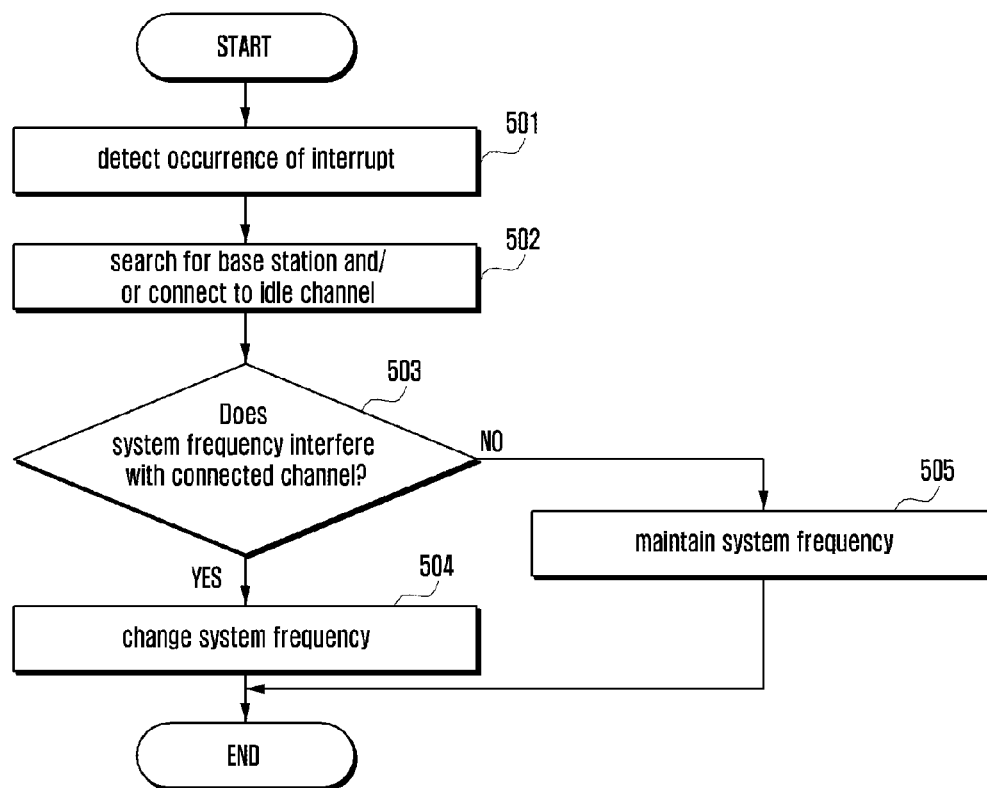 START
501
detect occurrence of interrupt
502
search for base station and/
or connect to idle channel
503
Does
system frequency interfere
with connected channel?
NO
505
maintain system frequency
YES
504
change system frequency
END